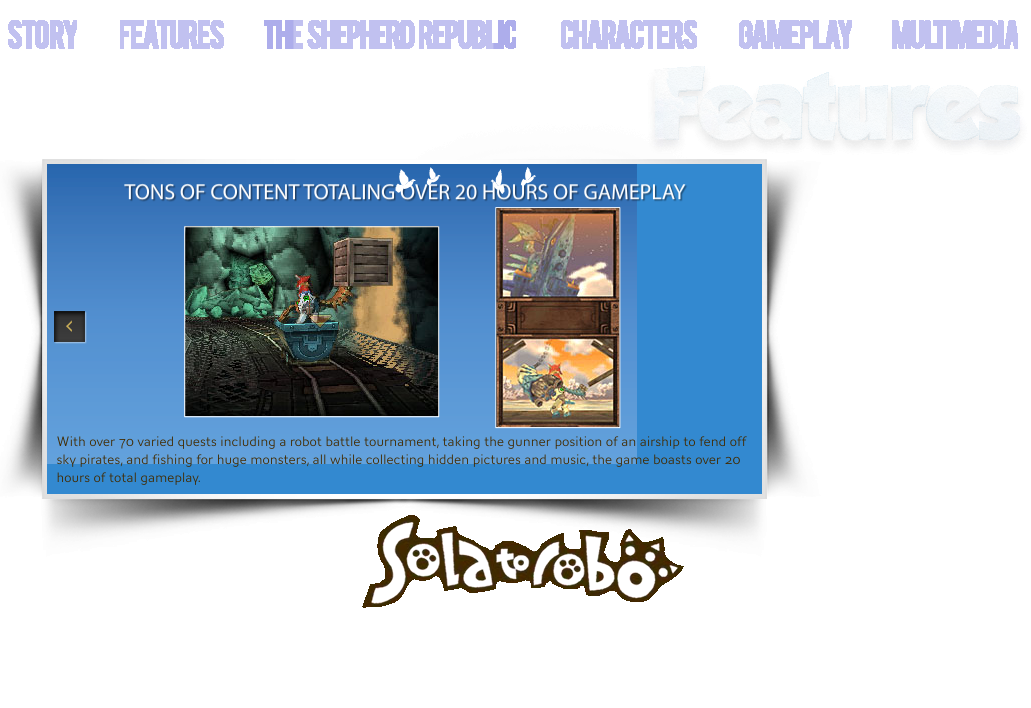 STORY FEATURES THE SHEPHERD REPUBLIC CHARACTERS GAMEPLAY MULTIMEDIA
Features
TONS OF CONTENT TOTALING OVER 20 HOURS OF GAMEPLAY
With over 70 varied quests including a robot battle tournament, taking the gunner position of an airship to fend off
sky pirates, and fishing for huge monsters, all while collecting hidden pictures and music, the game boasts over 20
hours of total gameplay.
Solatorobo